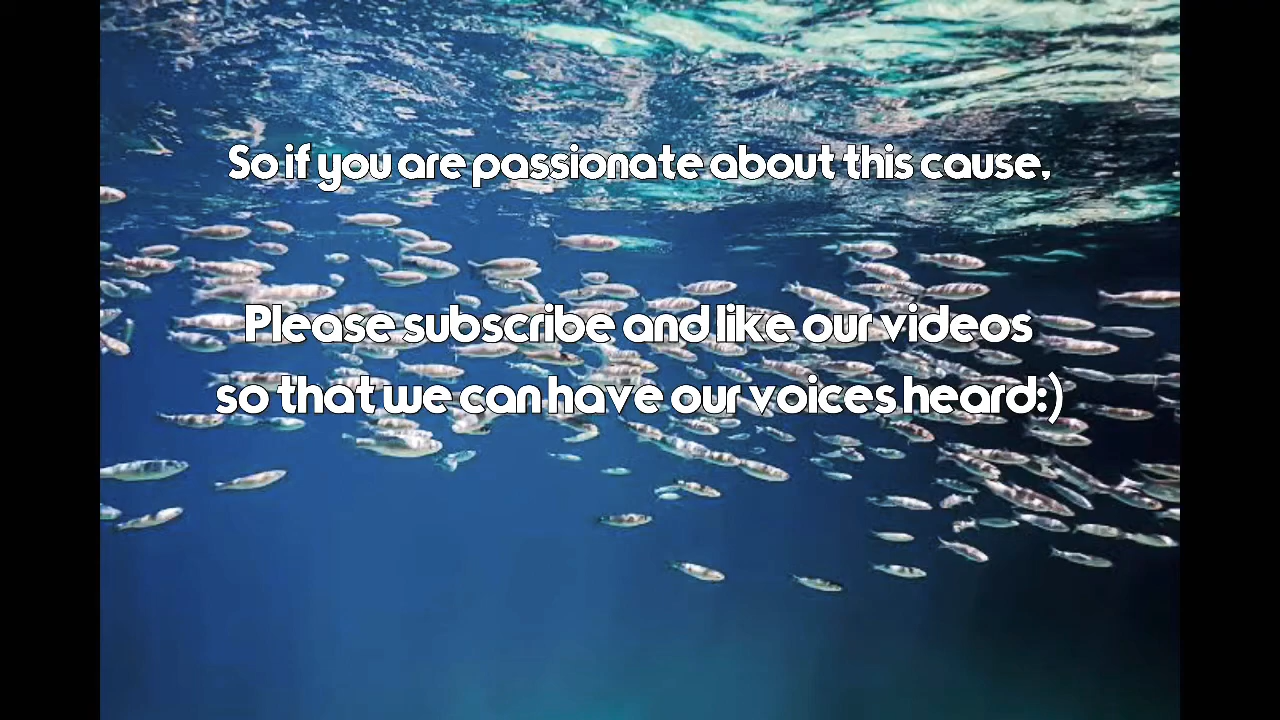 So if you are passionate about this cause,
Please subscribe and like our videos
so that we can have our voices heard:)